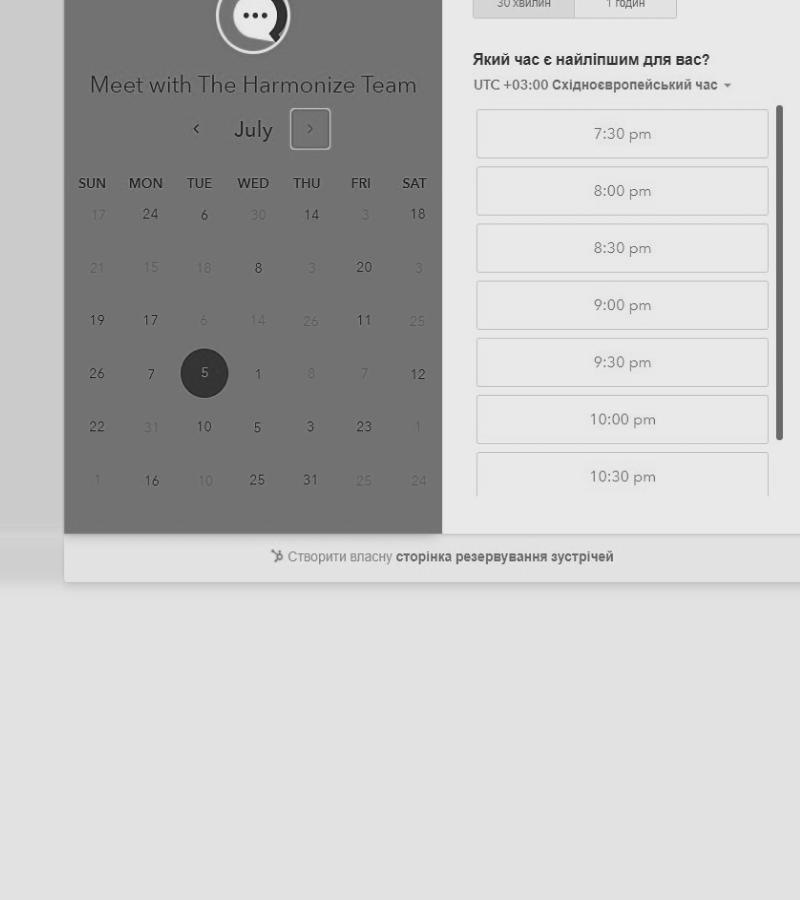 Meet with The Harmonize Team
July
SUN MON TUE WED THU FRI SAT
17 24 6 30 14 3 18
21 15 18 8 3 20 3
19 17 6 14 26 11 25
26 7 5 1 8 7 12
22 31 10 5 3 23 1
1 16 10 25 31 25 24
30 хвилин 1 годин
Який час є найліпшим для вас?
UTC +03:00 Східноєвропейський час
7:30 pm
8:00 pm
8:30 pm
9:00 pm
9:30 pm
10:00 pm
10:30 pm
Створити власну сторінка резервування зустрічей